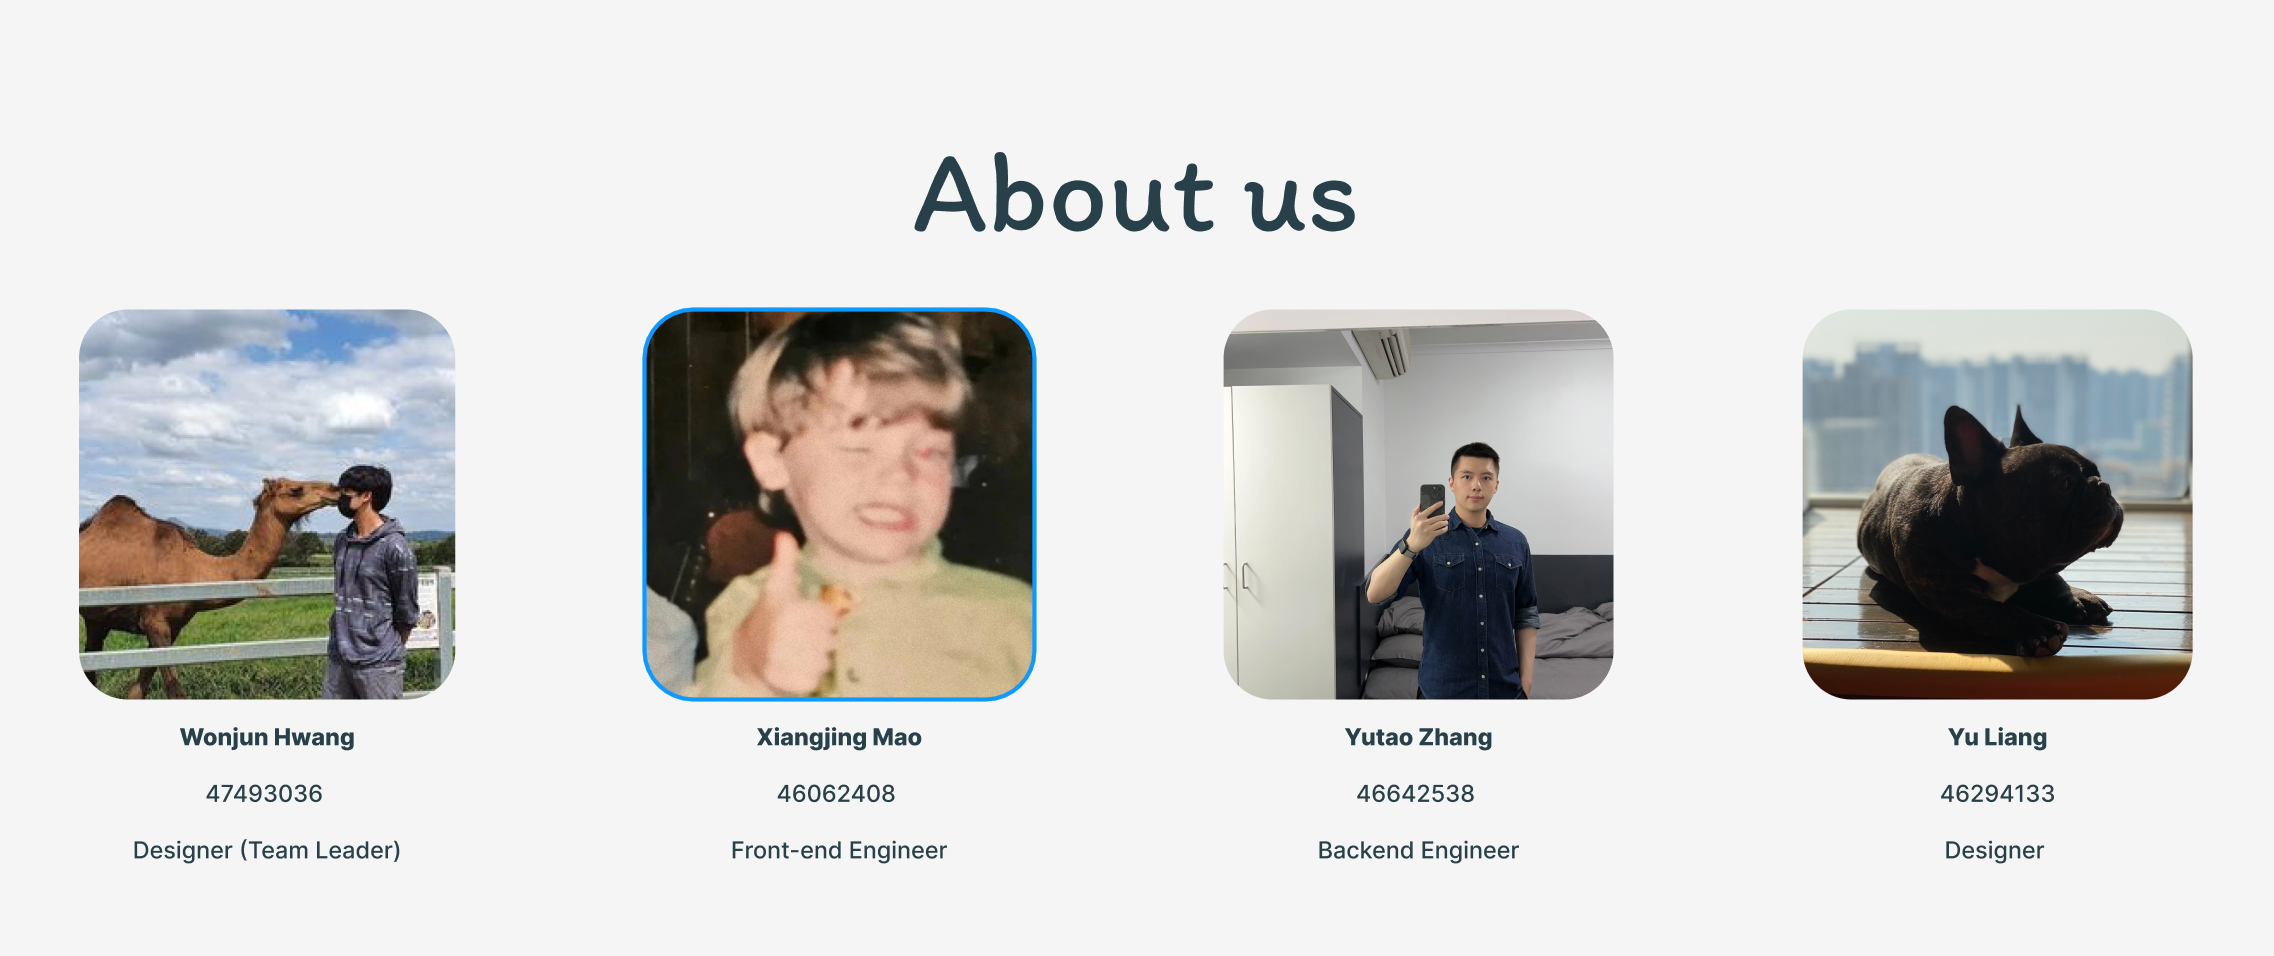 About us
Wonjun Hwang
47493036
Designer (Team Leader)
Xiangjing Mao
46062408
Front-end Engineer
Yutao Zhang
46642538
Backend Engineer
Yu Liang
46294133
Designer